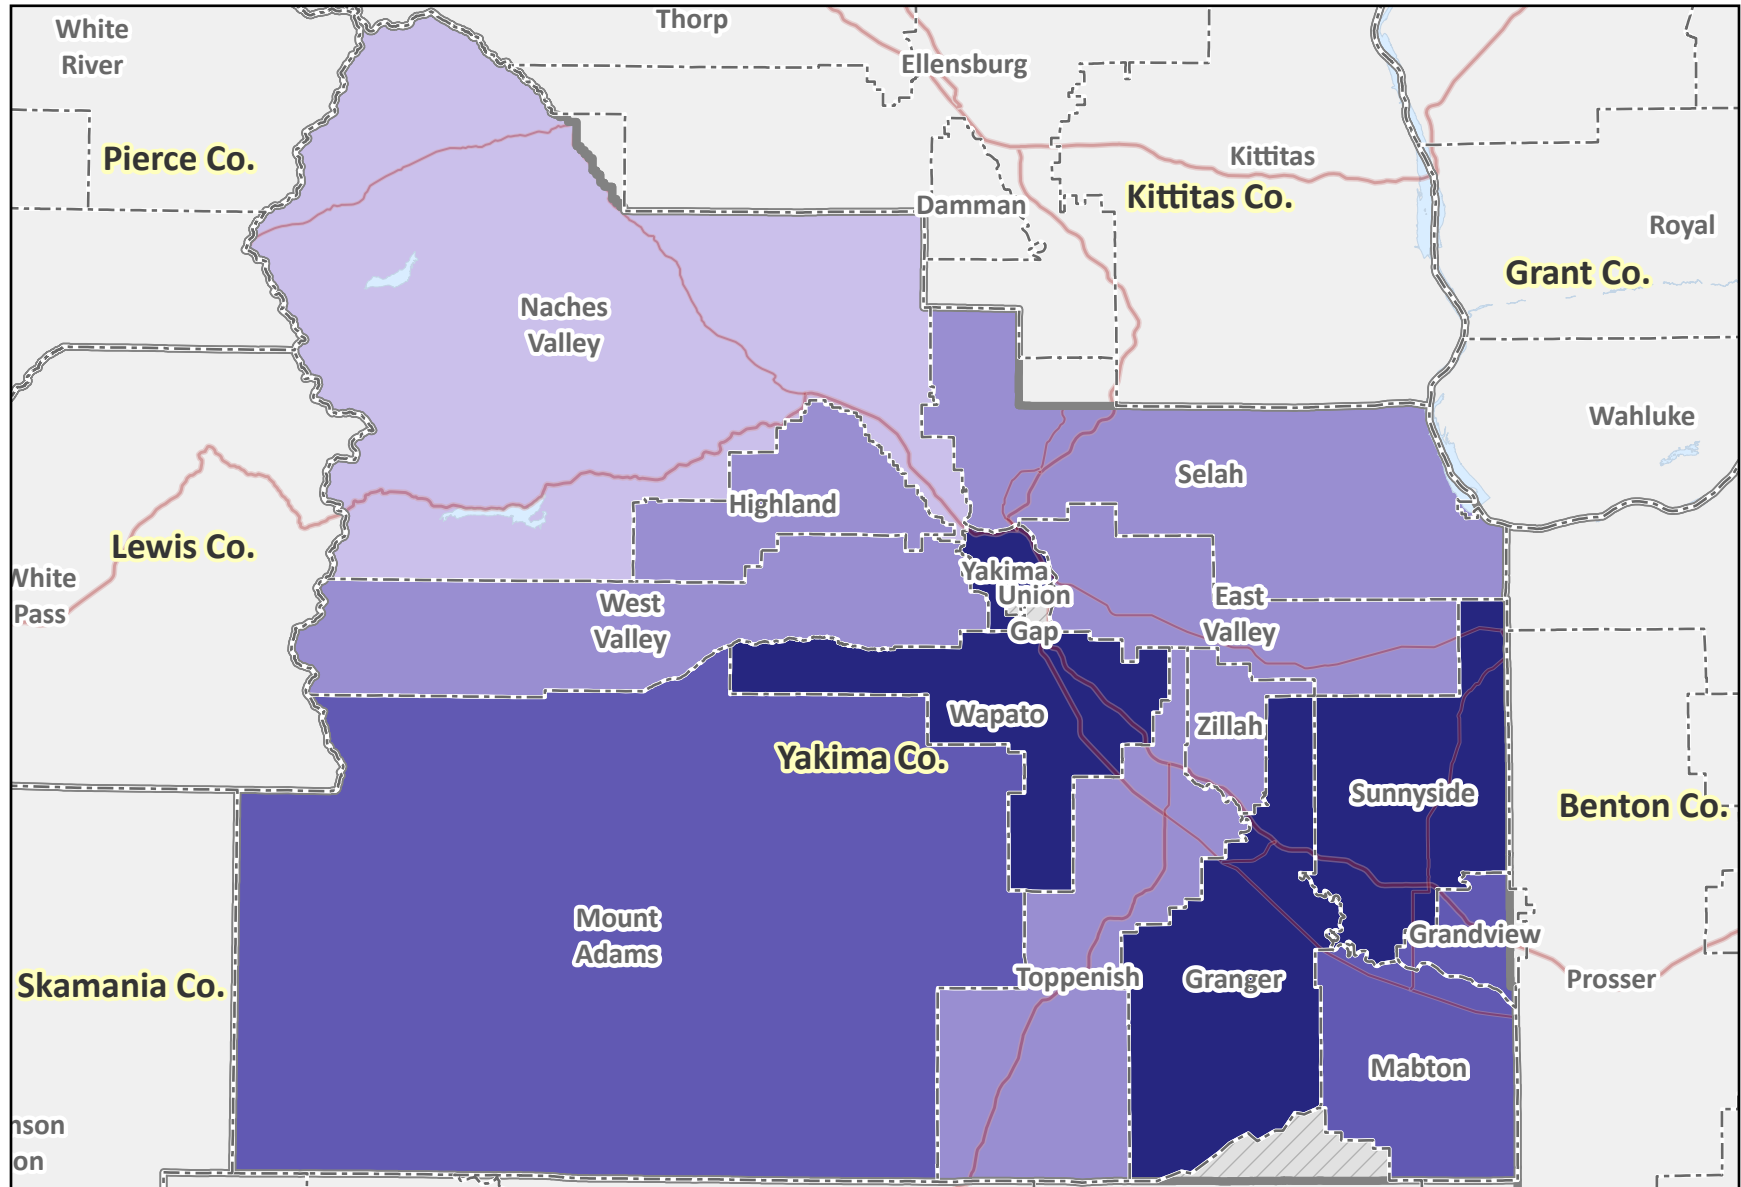 White
River
Thorp
Ellensburg
Pierce Co.
Kittitas
Kittitas Co.
Damman
Royal
Grant Co.
Naches
Valley
Wahluke
Selah
Highland
Lewis Co.
White
Pass
Yakima
Union
Gap
West
Valley
East
Valley
Wapato
Zillah
Yakima Co.
Sunnyside
Benton Co.
Mount
Adams
Grandview
Skamania Co.
Toppenish
Granger
Prosser
Mabton
nson
on